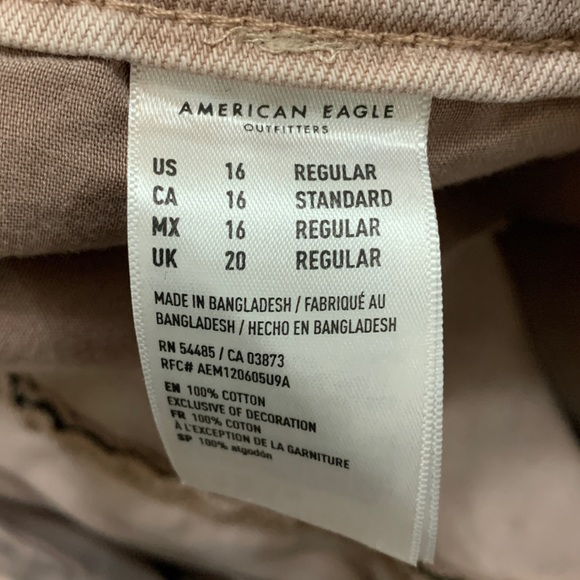 AMERICAN EAGLE
OUTFITTERS
US 16 REGULAR
CA 16 STANDARD
MX 16 REGULAR
UK 20 REGULAR
MADE IN BANGLADESH / FABRIQUÉ AU
BANGLADESH / HECHO EN BANGLADESH
RN 54485 / CA 03873
RFC# AEM120605U9A
EN 100% COTTON
EXCLUSIVE OF DECORATION
FR 100% COTON
À L'EXCEPTION DE LA GARNITURE
SP 100% algodón